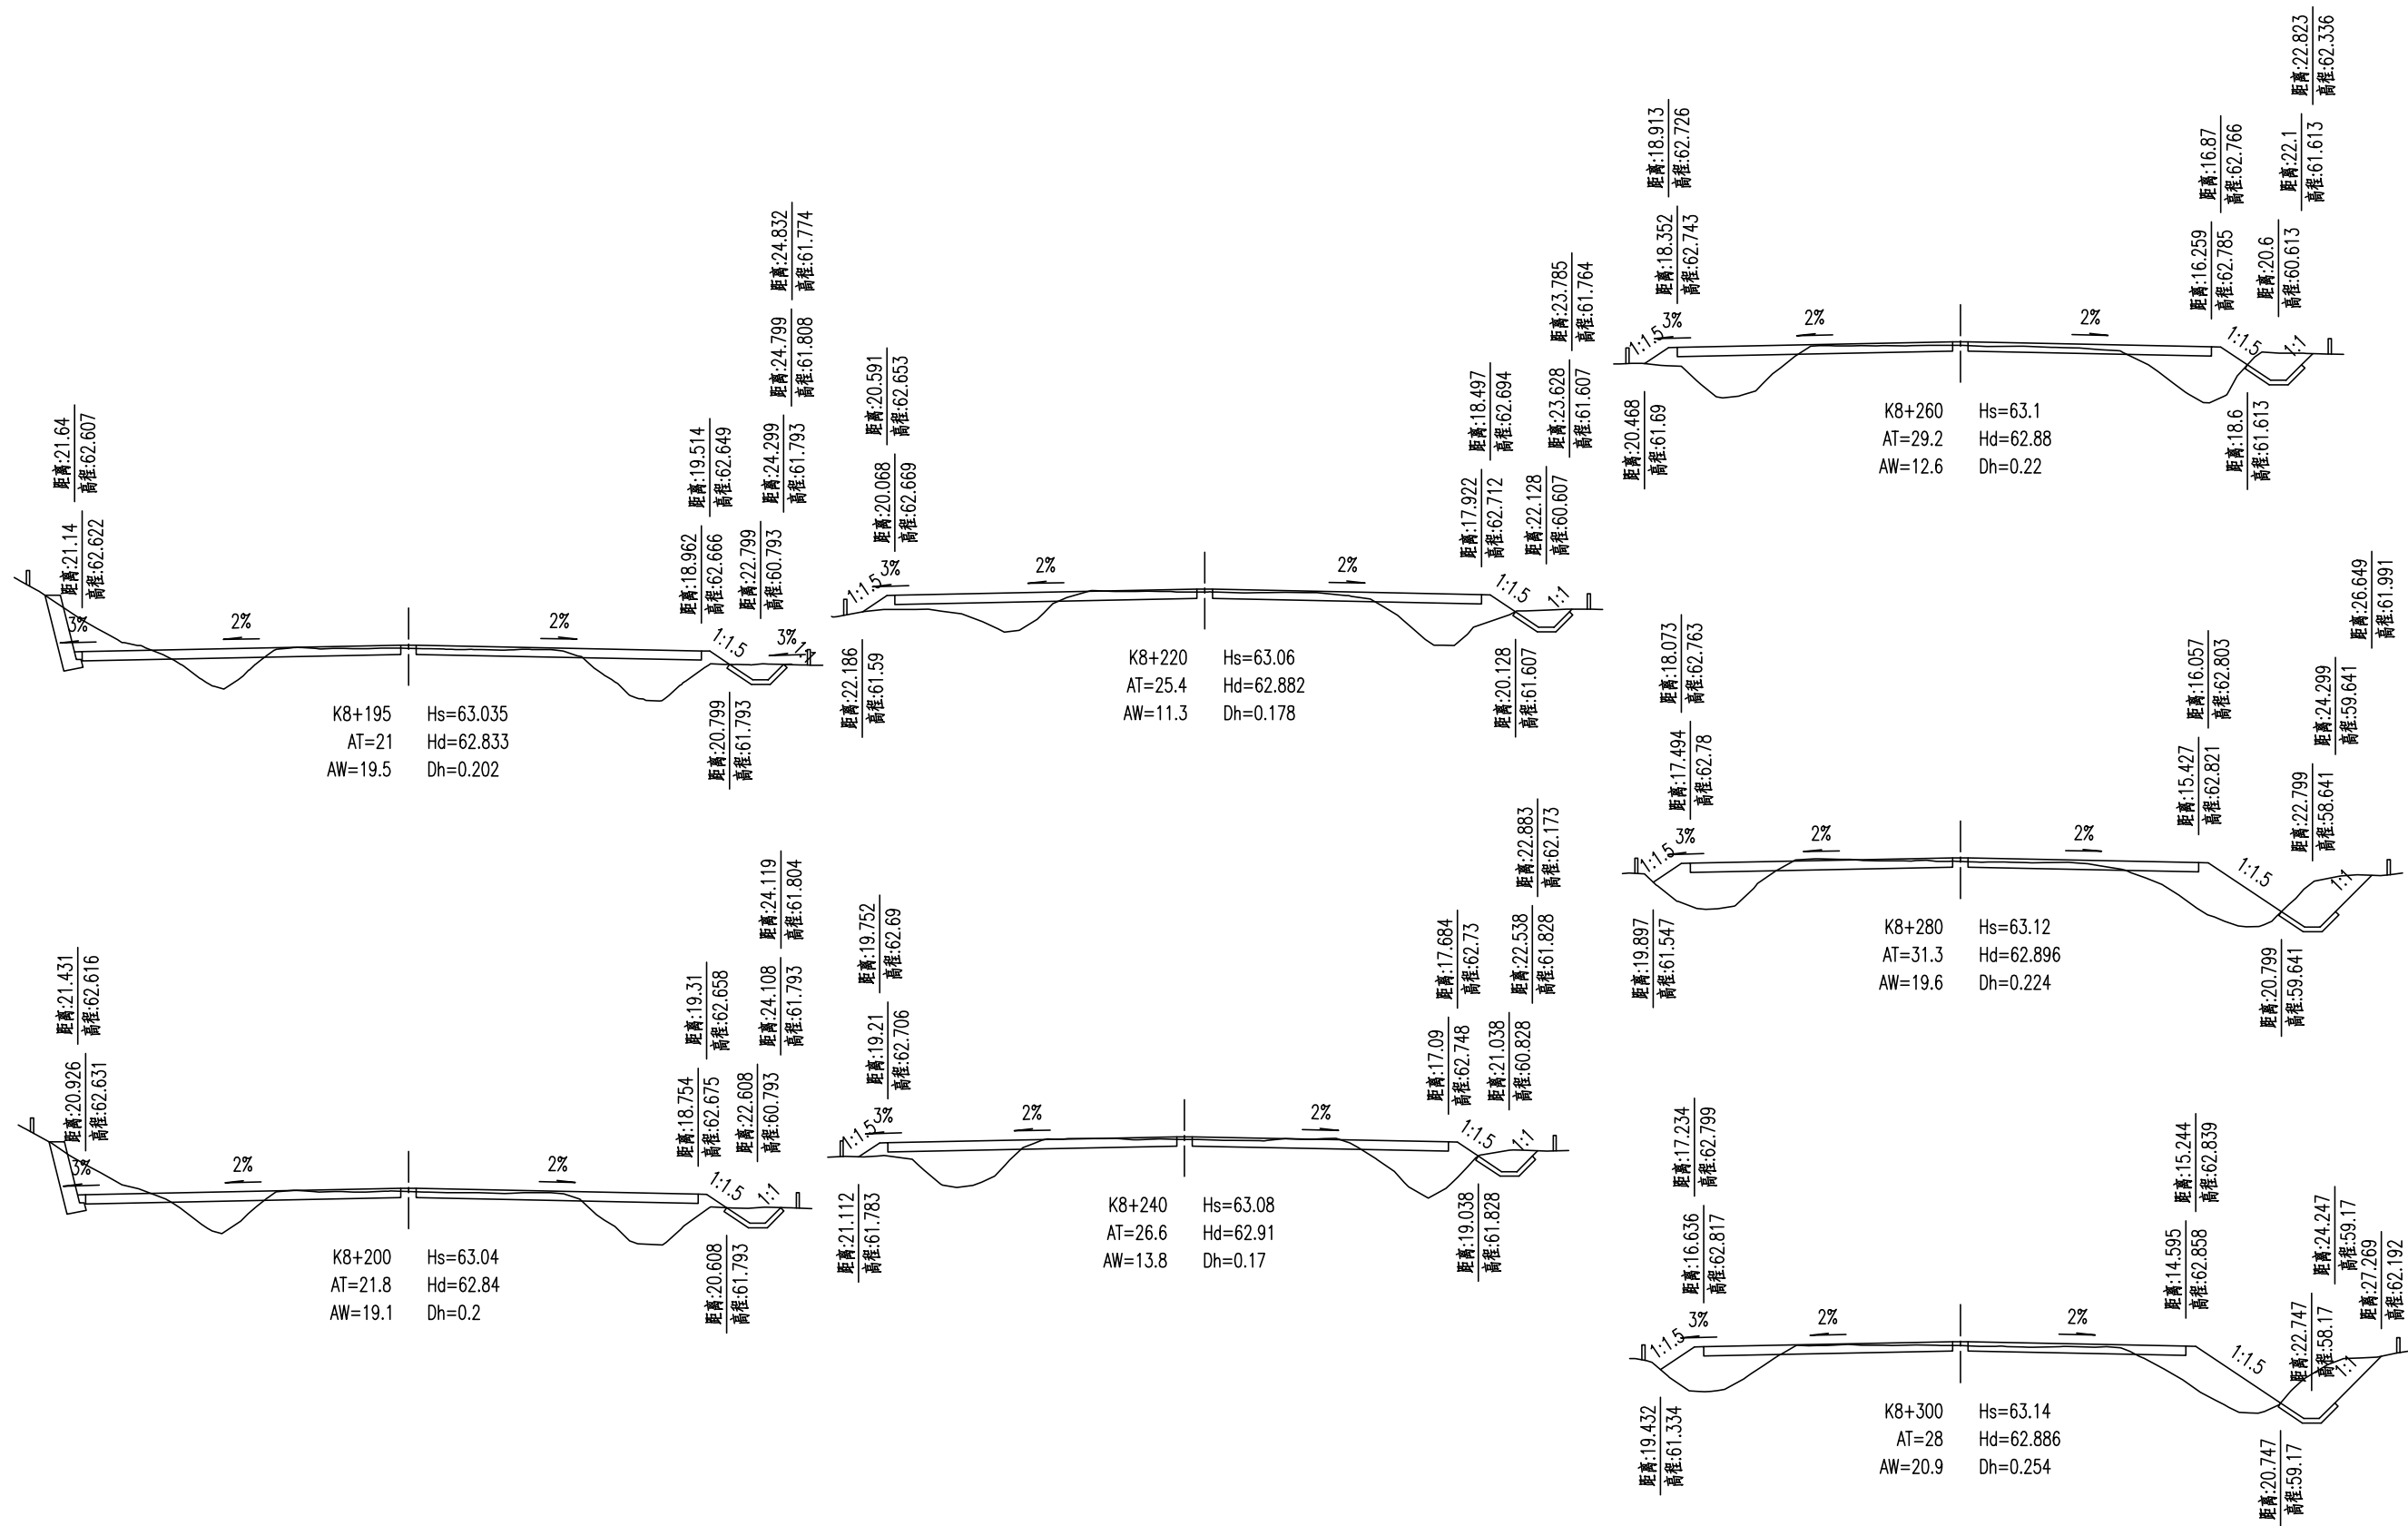 距离:21.64
高程:62.607
距离:21.14
高程:62.622
3%
2%
2%
距离:19.514
高程:62.649
距离:18.962
高程:62.666
距离:24.832
高程:61.774
距离:24.799
高程:61.808
距离:24.299
高程:61.793
距离:22.799
高程:60.793
1:1.5
3%
距离:20.799
高程:61.793
K8+195 Hs=63.035
AT=21 Hd=62.833
AW=19.5 Dh=0.202
距离:21.431
高程:62.616
距离:20.926
高程:62.631
3%
2%
2%
距离:19.31
高程:62.658
距离:18.754
高程:62.675
距离:24.119
高程:61.804
距离:24.108
高程:61.793
距离:22.608
高程:60.793
1:1.5
1:1
距离:20.608
高程:61.793
K8+200 Hs=63.04
AT=21.8 Hd=62.84
AW=19.1 Dh=0.2
距离:20.591
高程:62.653
距离:20.068
高程:62.669
1:1.5
3%
2%
2%
距离:18.497
高程:62.694
距离:17.922
高程:62.712
距离:23.785
高程:61.764
距离:23.628
高程:61.607
距离:22.128
高程:60.607
1:1.5
1:1
距离:22.186
高程:61.59
距离:20.128
高程:61.607
K8+220 Hs=63.06
AT=25.4 Hd=62.882
AW=11.3 Dh=0.178
距离:19.752
高程:62.69
距离:19.21
高程:62.706
1:1.5
3%
2%
2%
距离:17.684
高程:62.73
距离:17.09
高程:62.748
距离:22.883
高程:62.173
距离:22.538
高程:61.828
距离:21.038
高程:60.828
1:1.5
1:1
距离:21.112
高程:61.783
距离:19.038
高程:61.828
K8+240 Hs=63.08
AT=26.6 Hd=62.91
AW=13.8 Dh=0.17
距离:18.913
高程:62.726
距离:18.352
高程:62.743
1:1.5
3%
2%
2%
距离:16.87
高程:62.766
距离:16.259
高程:62.785
距离:22.823
高程:62.336
距离:22.1
高程:61.613
距离:20.6
高程:60.613
1:1.5
1:1
距离:20.468
高程:61.69
距离:18.6
高程:61.613
K8+260 Hs=63.1
AT=29.2 Hd=62.88
AW=12.6 Dh=0.22
距离:18.073
高程:62.763
距离:17.494
高程:62.78
1:1.5
3%
2%
2%
距离:16.057
高程:62.803
距离:15.427
高程:62.821
距离:26.649
高程:61.991
距离:24.299
高程:59.641
距离:22.799
高程:58.641
1:1.5
1:1
距离:19.897
高程:61.547
距离:20.799
高程:59.641
K8+280 Hs=63.12
AT=31.3 Hd=62.896
AW=19.6 Dh=0.224
距离:17.234
高程:62.799
距离:16.636
高程:62.817
1:1.5
3%
2%
2%
距离:15.244
高程:62.839
距离:14.595
高程:62.858
距离:24.247
高程:59.17
距离:27.269
高程:62.192
距离:22.747
高程:58.17
1:1.5
1:1
距离:19.432
高程:61.334
距离:20.747
高程:59.17
K8+300 Hs=63.14
AT=28 Hd=62.886
AW=20.9 Dh=0.254